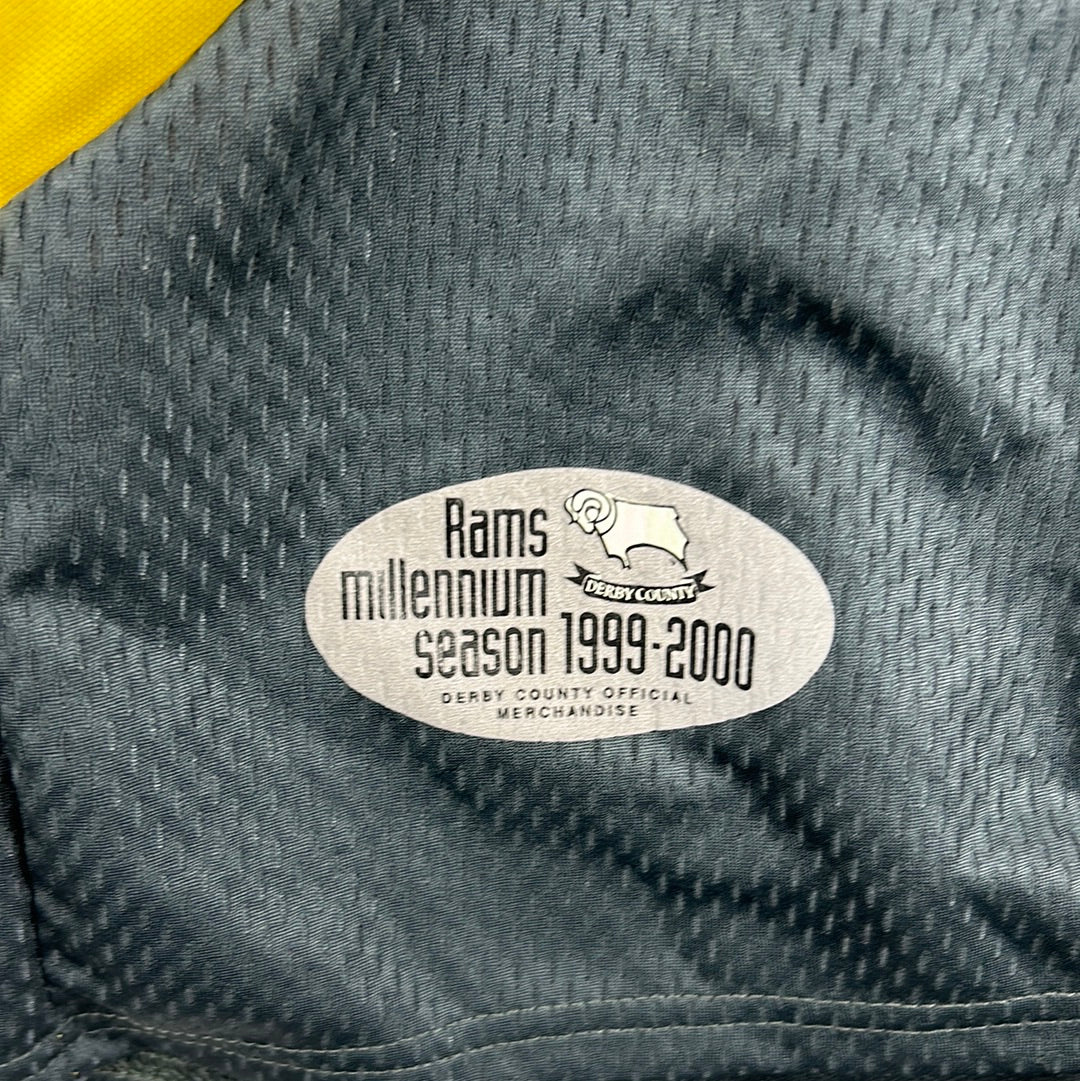 Rams
millennium
season 1999-2000
DERBY COUNTY
DERBY COUNTY OFFICIAL
MERCHANDISE